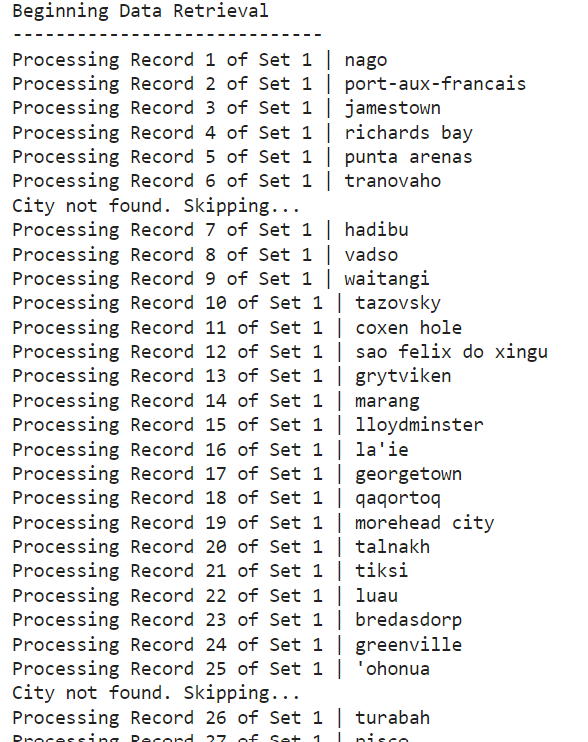 Beginning Data Retrieval
-----------------------------
Processing Record 1 of Set 1 | nago
Processing Record 2 of Set 1 | port-aux-francais
Processing Record 3 of Set 1 | jamestown
Processing Record 4 of Set 1 | richards bay
Processing Record 5 of Set 1 | punta arenas
Processing Record 6 of Set 1 | tranovaho
City not found. Skipping...
Processing Record 7 of Set 1 | hadibu
Processing Record 8 of Set 1 | vadso
Processing Record 9 of Set 1 | waitangi
Processing Record 10 of Set 1 | tazovsky
Processing Record 11 of Set 1 | coxen hole
Processing Record 12 of Set 1 | sao felix do xingu
Processing Record 13 of Set 1 | grytviken
Processing Record 14 of Set 1 | marang
Processing Record 15 of Set 1 | lloydminster
Processing Record 16 of Set 1 | la'ie
Processing Record 17 of Set 1 | georgetown
Processing Record 18 of Set 1 | qaqortoq
Processing Record 19 of Set 1 | morehead city
Processing Record 20 of Set 1 | talnakh
Processing Record 21 of Set 1 | tiksi
Processing Record 22 of Set 1 | luau
Processing Record 23 of Set 1 | bredasdorp
Processing Record 24 of Set 1 | greenville
Processing Record 25 of Set 1 | 'ohonua
City not found. Skipping...
Processing Record 26 of Set 1 | turabah
Processing Record 27 of Set 1 | pisco